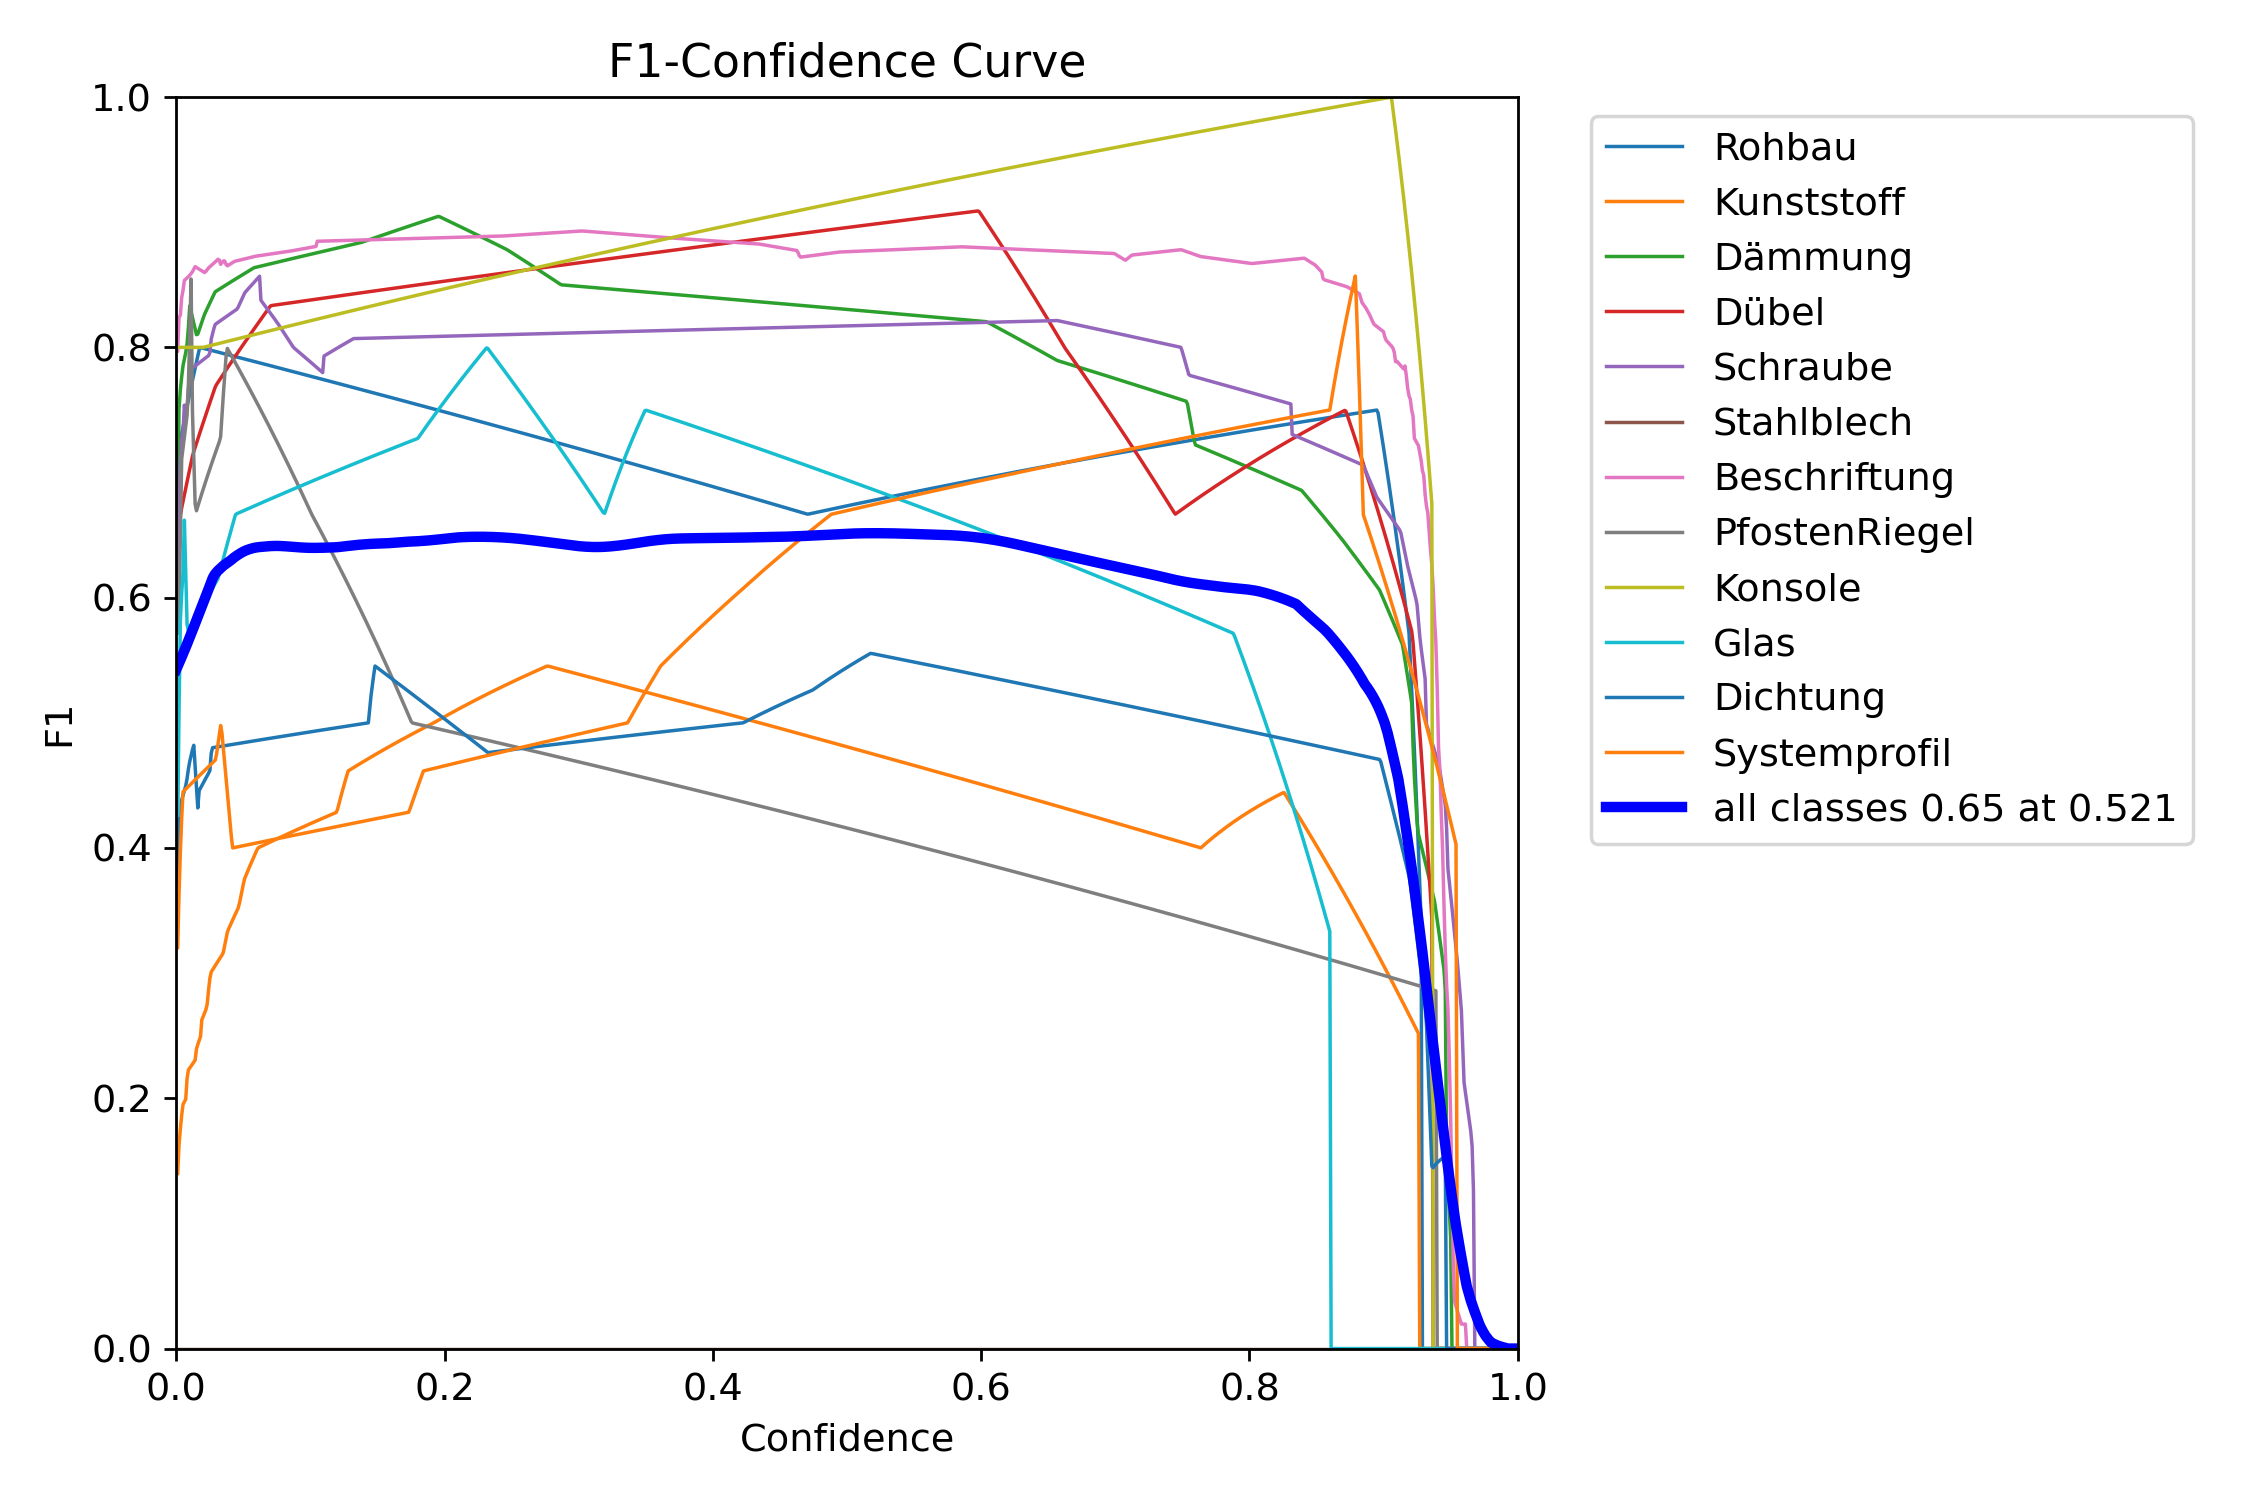 F1-Confidence Curve
1.0
0.8
0.6
0.4
0.2
0.0
F1
0.0 0.2 0.4 0.6 0.8 1.0
Confidence
Rohbau
Kunststoff
Dämmung
Dübel
Schraube
Stahlblech
Beschriftung
PfostenRiegel
Konsole
Glas
Dichtung
Systemprofil
all classes 0.65 at 0.521